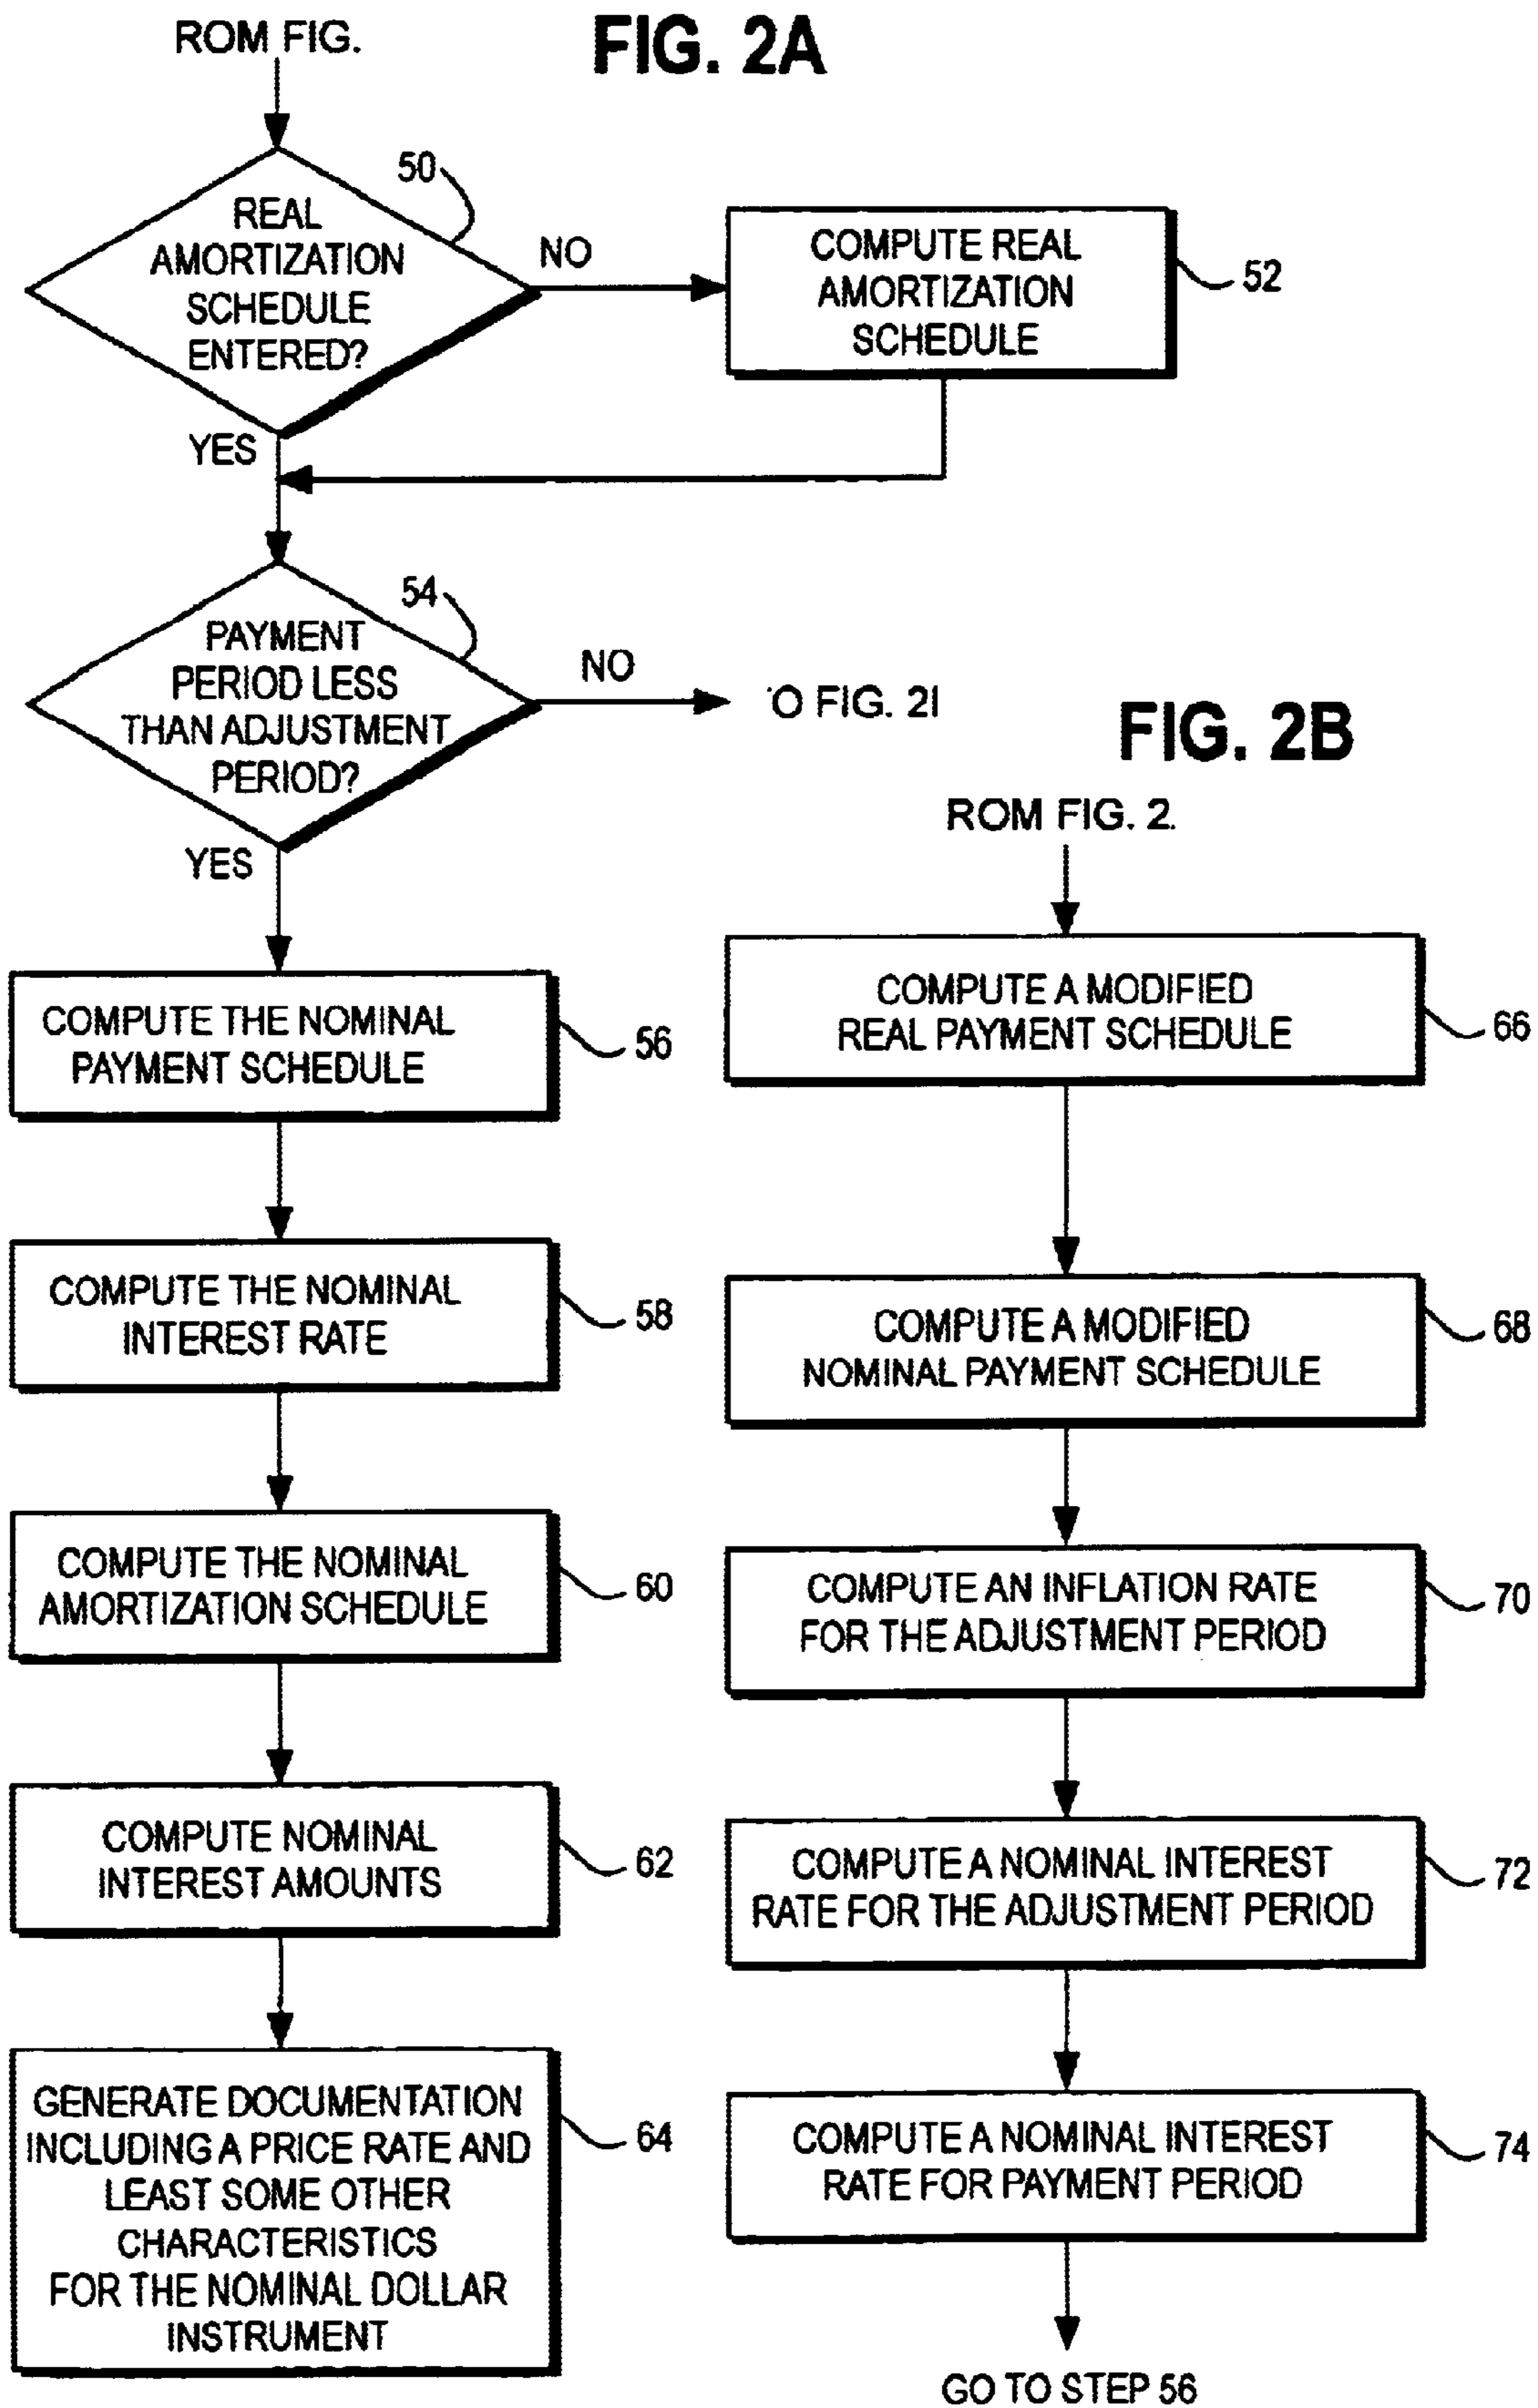 FIG. 2A
ROM FIG.
50
REAL
AMORTIZATION
SCHEDULE
ENTERED?
NO
COMPUTE REAL
AMORTIZATION
SCHEDULE
52
YES
54
PAYMENT
PERIOD LESS
THAN ADJUSTMENT
PERIOD?
NO
O FIG. 2I
YES
COMPUTE THE NOMINAL
PAYMENT SCHEDULE
56
COMPUTE THE NOMINAL
INTEREST RATE
58
COMPUTE THE NOMINAL
AMORTIZATION SCHEDULE
60
COMPUTE NOMINAL
INTEREST AMOUNTS
62
GENERATE DOCUMENTATION
INCLUDING A PRICE RATE AND
LEAST SOME OTHER
CHARACTERISTICS
FOR THE NOMINAL DOLLAR
INSTRUMENT
64
FIG. 2B
ROM FIG. 2.
COMPUTE A MODIFIED
REAL PAYMENT SCHEDULE
66
COMPUTE A MODIFIED
NOMINAL PAYMENT SCHEDULE
68
COMPUTE AN INFLATION RATE
FOR THE ADJUSTMENT PERIOD
70
COMPUTE A NOMINAL INTEREST
RATE FOR THE ADJUSTMENT PERIOD
72
COMPUTE A NOMINAL INTEREST
RATE FOR PAYMENT PERIOD
74
GO TO STEP 56